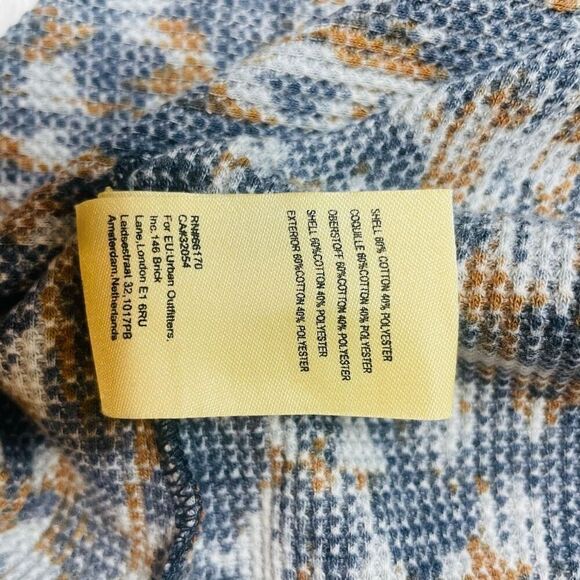 SHELL 60% COTTON 40% POLYESTER
COQUILLE 60%COTTON 40% POLYESTER
OBERSTOFF 60%COTTON 40% POLYESTER
SHELL 60%COTTON 40% POLYESTER
EXTERIOR 60%COTTON 40% POLYESTER
RN#66170
CA#32054
For EU:Urban Outfitters,
Inc. 146 Brick
Lane,London E1 6RU
Leidsestraat 32,1017PB
Amsterdam,Netherlands